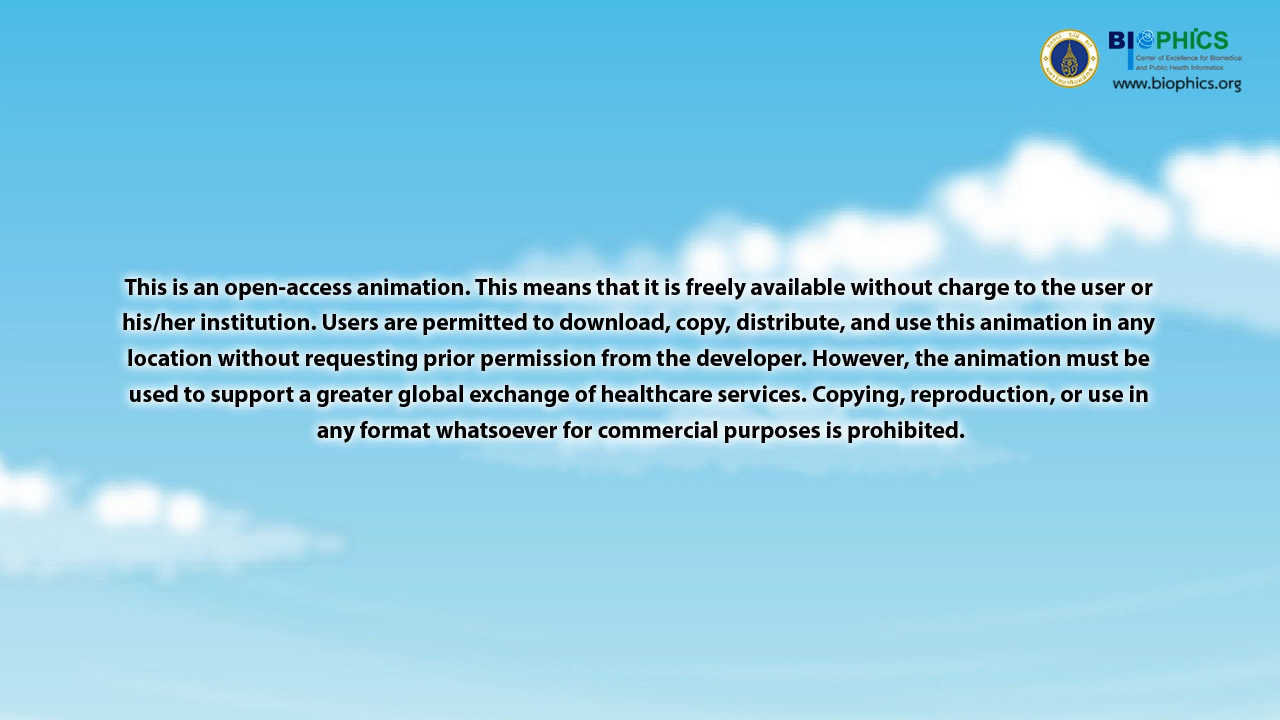 BIOPHICS
Center of Excellence for Biomedical
and Public Health Informatics
www.biophics.org
This is an open-access animation. This means that it is freely available without charge to the user or
his/her institution. Users are permitted to download, copy, distribute, and use this animation in any
location without requesting prior permission from the developer. However, the animation must be
used to support a greater global exchange of healthcare services. Copying, reproduction, or use in
any format whatsoever for commercial purposes is prohibited.